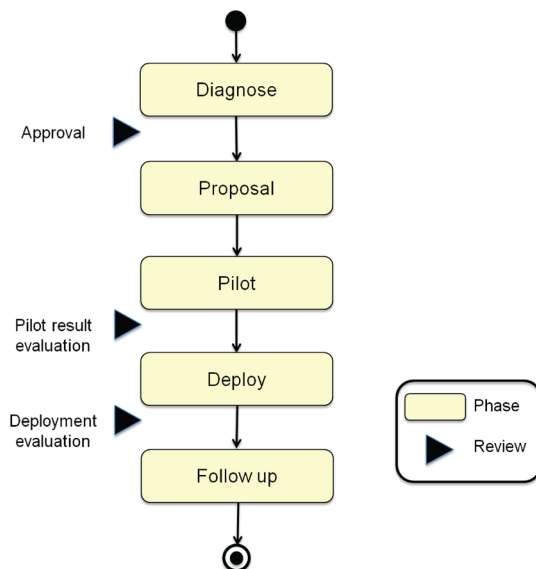 Diagnose
Approval
Proposal
Pilot
Pilot result
evaluation
Deploy
Deployment
evaluation
Follow up
Phase
Review